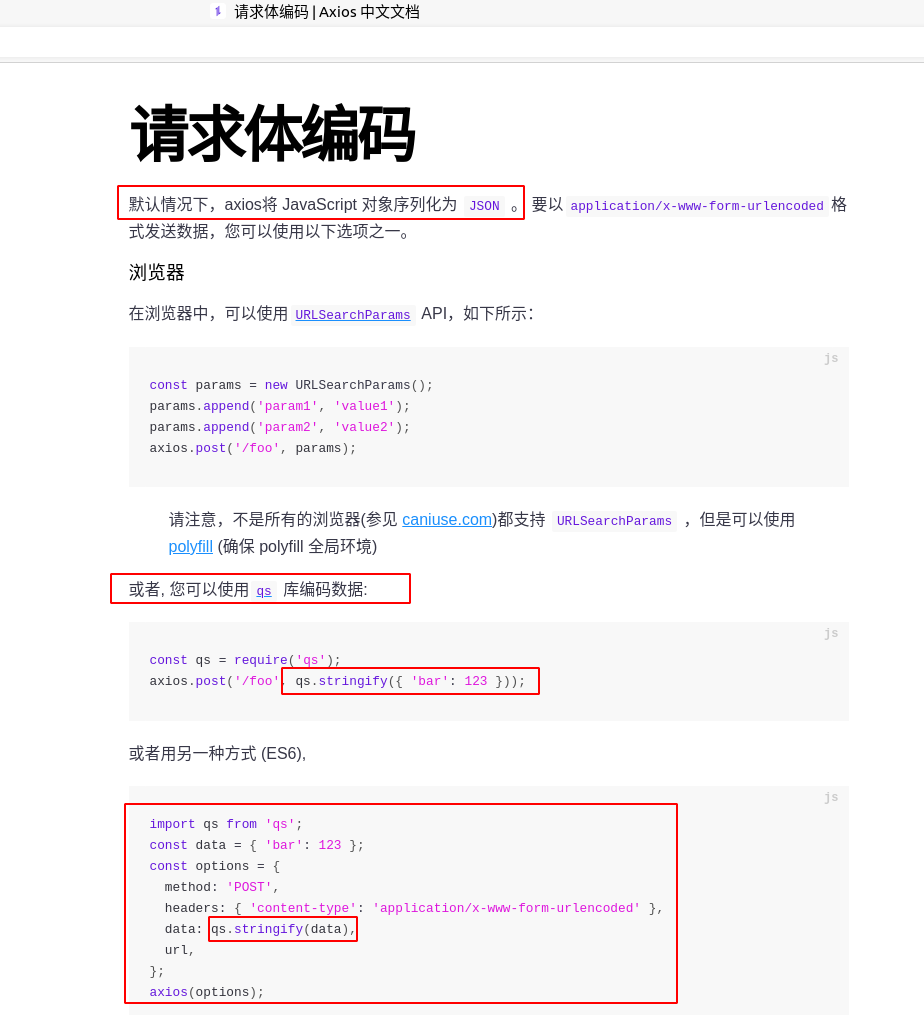 请求体编码 | Axios 中文文档
请求体编码
默认情况下，axios将 JavaScript 对象序列化为 JSON 。 要以 application/x-www-form-urlencoded 格
式发送数据，您可以使用以下选项之一。
浏览器
在浏览器中，可以使用 URLSearchParams API，如下所示：
js
const params = new URLSearchParams();
params.append('param1', 'value1');
params.append('param2', 'value2');
axios.post('/foo', params);
请注意，不是所有的浏览器(参见 caniuse.com)都支持 URLSearchParams ，但是可以使用
polyfill (确保 polyfill 全局环境)
或者, 您可以使用 qs 库编码数据:
js
const qs = require('qs');
axios.post('/foo', qs.stringify({ 'bar': 123 }));
或者用另一种方式 (ES6),
js
import qs from 'qs';
const data = { 'bar': 123 };
const options = {
  method: 'POST',
  headers: { 'content-type': 'application/x-www-form-urlencoded' },
  data: qs.stringify(data),
  url,
};
axios(options);